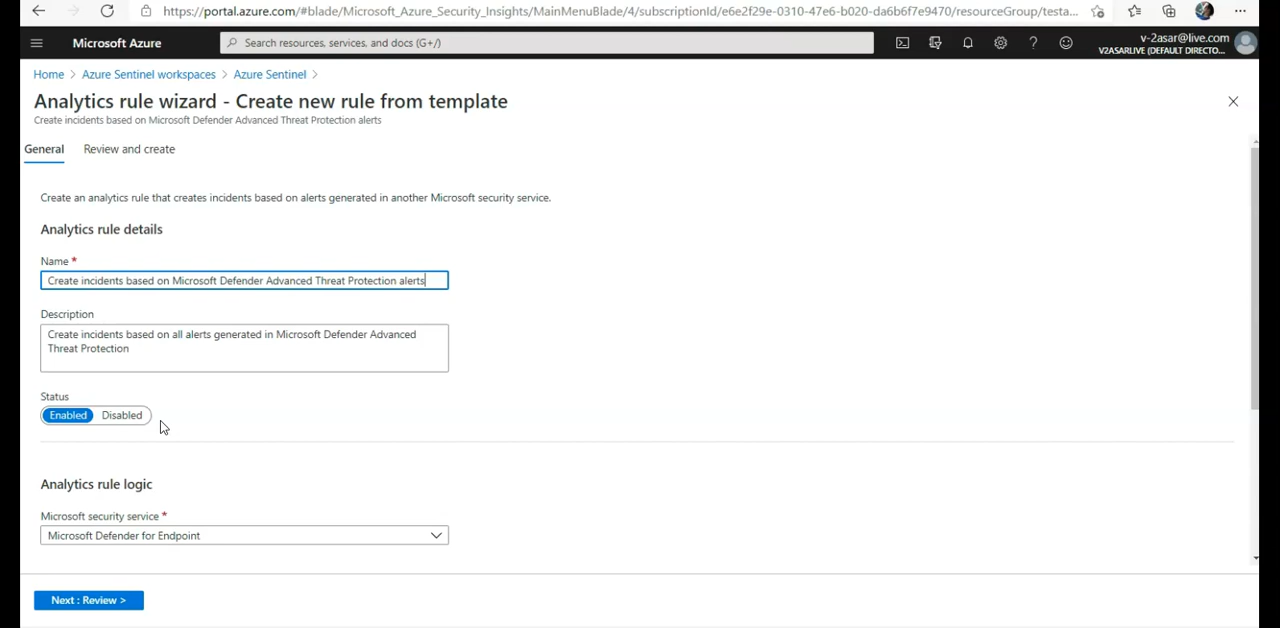 https://portal.azure.com/#blade/Microsoft_Azure_Security_Insights/MainMenuBlade/4/subscriptionId/e6e2f29e-0310-47e6-b020-da6b6f7e9470/resourceGroup/testa...
Microsoft Azure
Search resources, services, and docs (G+/)
v-2asar@live.com
V2ASARLIVE (DEFAULT DIRECTO...
Home > Azure Sentinel workspaces > Azure Sentinel >
Analytics rule wizard - Create new rule from template
Create incidents based on Microsoft Defender Advanced Threat Protection alerts
General Review and create
Create an analytics rule that creates incidents based on alerts generated in another Microsoft security service.
Analytics rule details
Name *
Create incidents based on Microsoft Defender Advanced Threat Protection alerts
Description
Create incidents based on all alerts generated in Microsoft Defender Advanced
Threat Protection
Status
Enabled Disabled
Analytics rule logic
Microsoft security service *
Microsoft Defender for Endpoint
Next : Review >